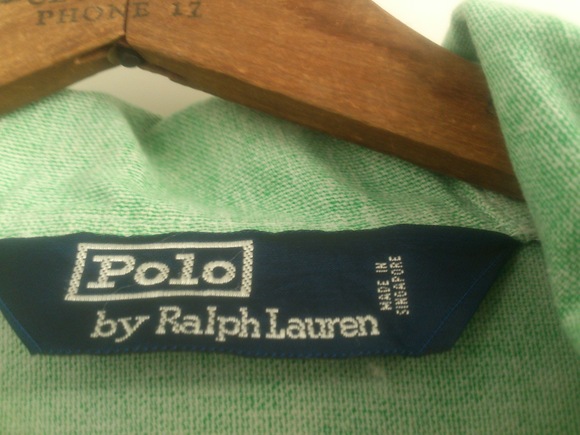 PHONE 17
Polo
by Ralph Lauren
MADE IN
SINGAPORE